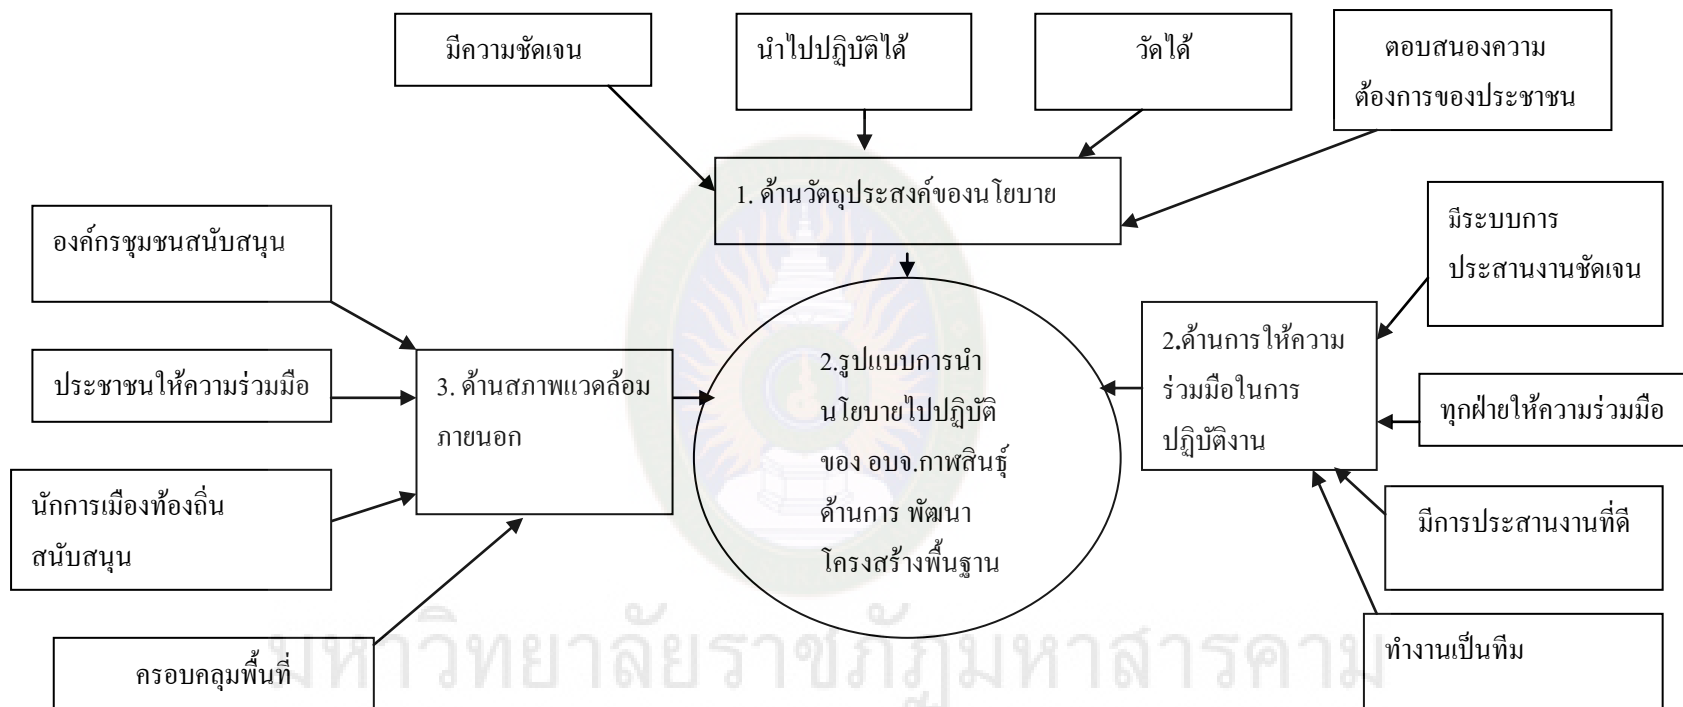 มีความชัดเจน
นำไปปฏิบัติได้
วัดได้
ตอบสนองความ
ต้องการของประชาชน
1. ด้านวัตถุประสงค์ของนโยบาย
องค์กรชุมชนสนับสนุน
ประชาชนให้ความร่วมมือ
นักการเมืองท้องถิ่น
สนับสนุน
ครอบคลุมพื้นที่
3. ด้านสภาพแวดล้อม
ภายนอก
2.รูปแบบการนำ
นโยบายไปปฏิบัติ
ของ อบจ.กาฬสินธุ์
ด้านการ พัฒนา
โครงสร้างพื้นฐาน
2.ด้านการให้ความ
ร่วมมือในการ
ปฏิบัติงาน
มีระบบการ
ประสานงานชัดเจน
ทุกฝ่ายให้ความร่วมมือ
มีการประสานงานที่ดี
ทำงานเป็นทีม
มหาวิทยาลัยราชภัฏมหาสารคาม